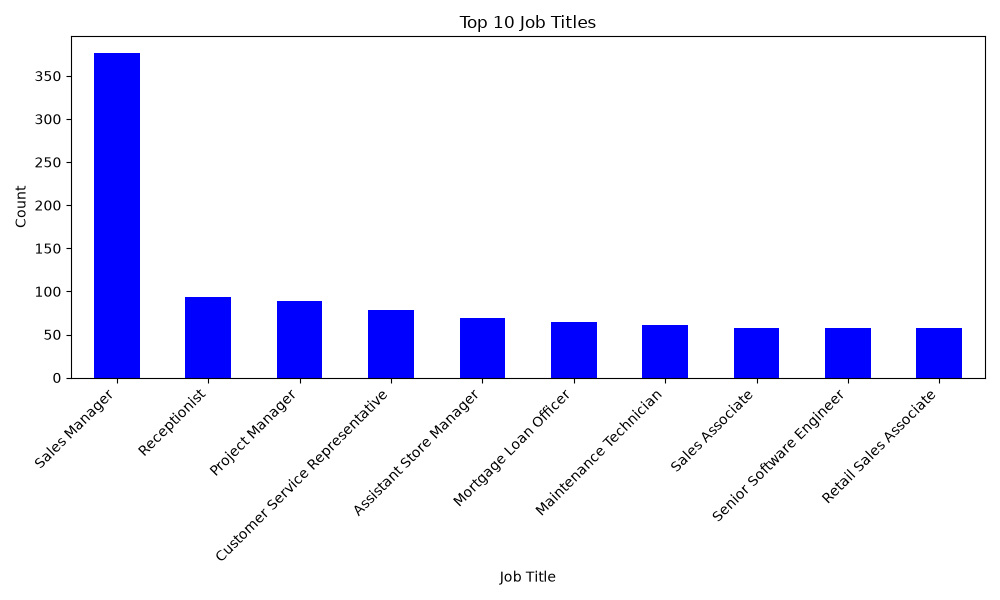 Top 10 Job Titles
Count
350
300
250
200
150
100
50
0
Sales Manager
Receptionist
Project Manager
Customer Service Representative
Assistant Store Manager
Mortgage Loan Officer
Maintenance Technician
Sales Associate
Senior Software Engineer
Retail Sales Associate
Job Title